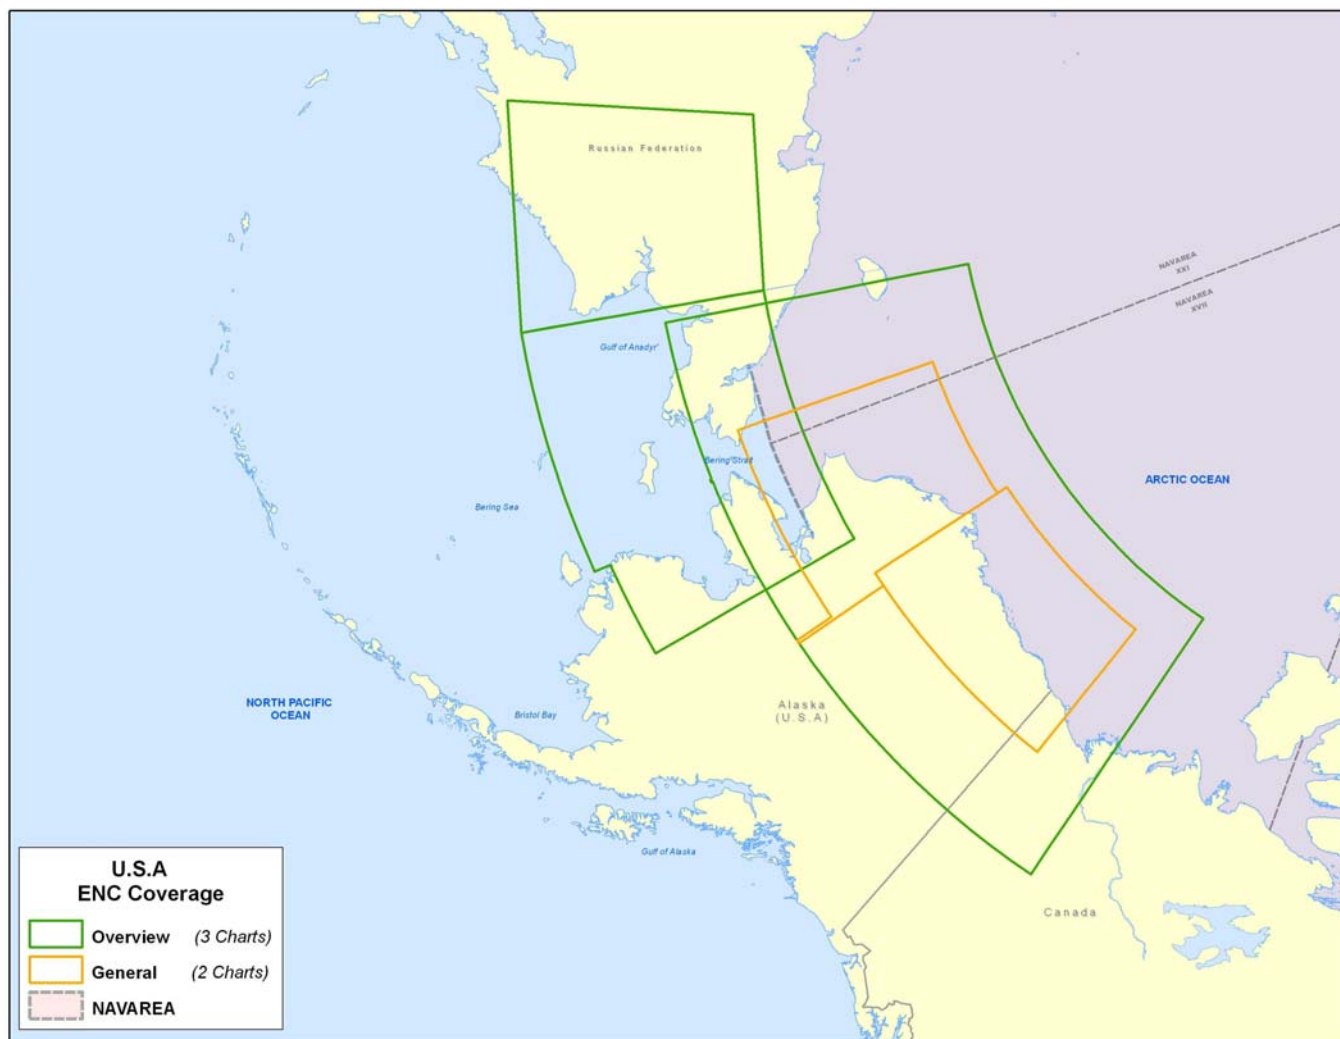 Russian Federation
NAVAREA
XXI
NAVAREA
XVII
Gulf of Anadyr'
Bering Strait
ARCTIC OCEAN
Bering Sea
NORTH PACIFIC
OCEAN
Bristol Bay
Alaska
(U.S.A)
Gulf of Alaska
Canada
U.S.A
ENC Coverage
Overview (3 Charts)
General (2 Charts)
NAVAREA